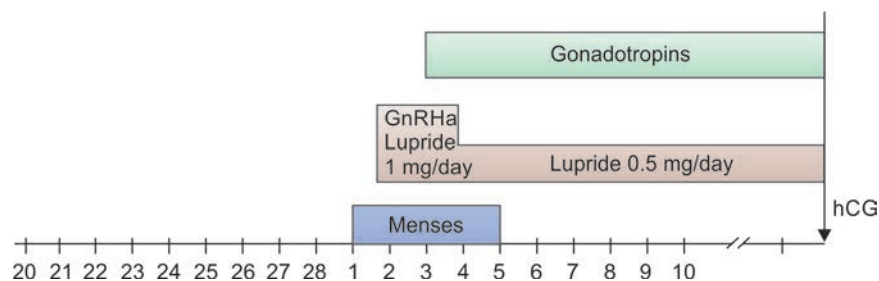 Gonadotropins
GnRHa
Lupride
1 mg/day
Lupride 0.5 mg/day
hCG
Menses
20 21 22 23 24 25 26 27 28 1 2 3 4 5 6 7 8 9 10